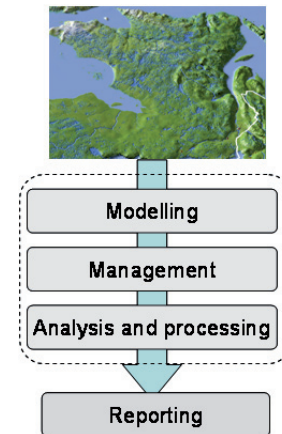 Modelling
Management
Analysis and processing
Reporting